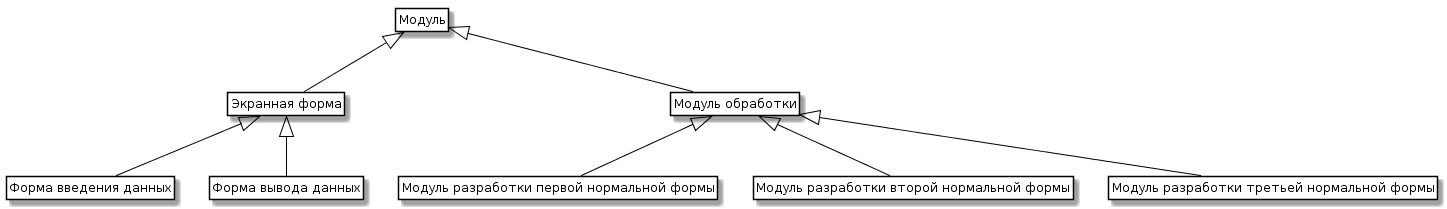 Модуль
Экранная форма
Модуль обработки
Форма введения данных
Форма вывода данных
Модуль разработки первой нормальной формы
Модуль разработки второй нормальной формы
Модуль разработки третьей нормальной формы